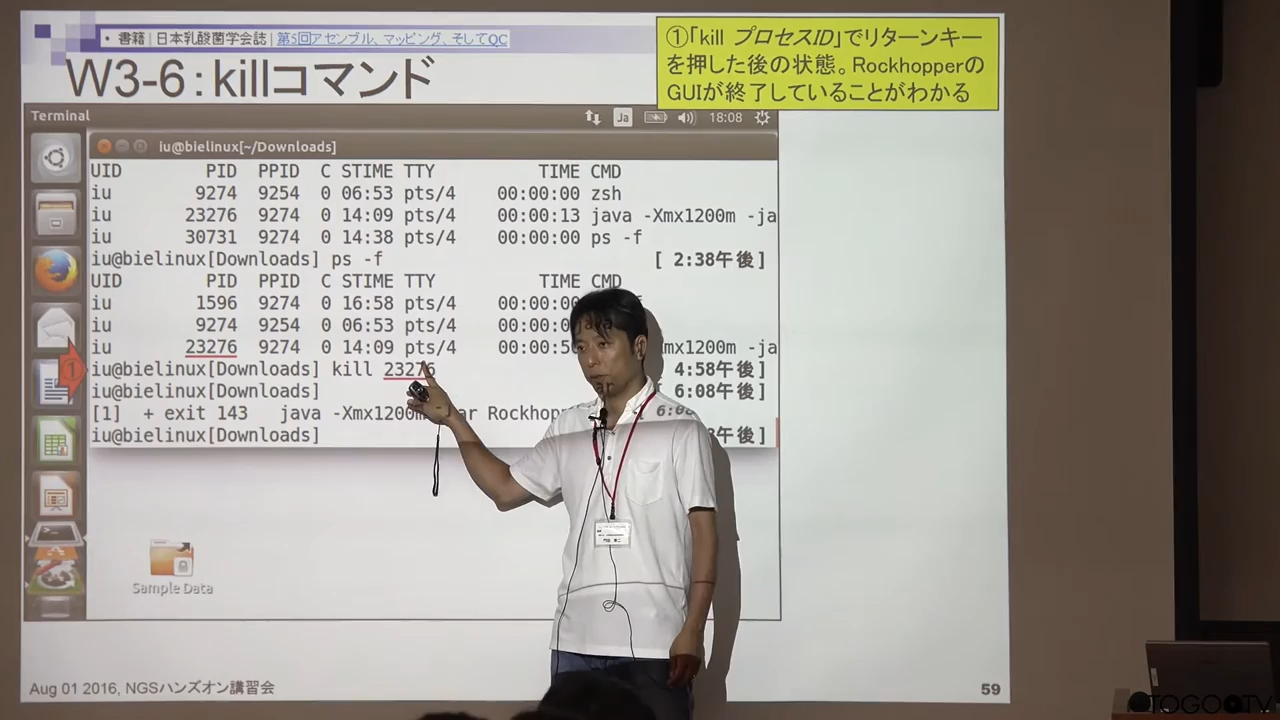 • 書籍 | 日本乳酸菌学会誌 | 第5回アセンブル、マッピング、そしてQC
W3-6：killコマンド
①「kill プロセスID」でリターンキー
を押した後の状態。Rockhopperの
GUIが終了していることがわかる
Terminal
Ja
18:08
iu@bielinux[~/Downloads]
UID PID PPID C STIME TTY TIME CMD
iu 9274 9254 0 06:53 pts/4 00:00:00 zsh
iu 23276 9274 0 14:09 pts/4 00:00:13 java -Xmx1200m -ja
iu 30731 9274 0 14:38 pts/4 00:00:00 ps -f
iu@bielinux[Downloads] ps -f [ 2:38午後]
UID PID PPID C STIME TTY TIME CMD
iu 1596 9274 0 16:58 pts/4 00:00:00
iu 9274 9254 0 06:53 pts/4 00:00:
iu 23276 9274 0 14:09 pts/4 00:00:5 mx1200m -ja
iu@bielinux[Downloads] kill 23276 4:58午後]
①
iu@bielinux[Downloads] 6:08午後]
[1] + exit 143 java -Xmx1200m ar Rockhopp
iu@bielinux[Downloads] 午後]
Sample Data
Aug 01 2016, NGSハンズオン講習会
59
TOGOTV